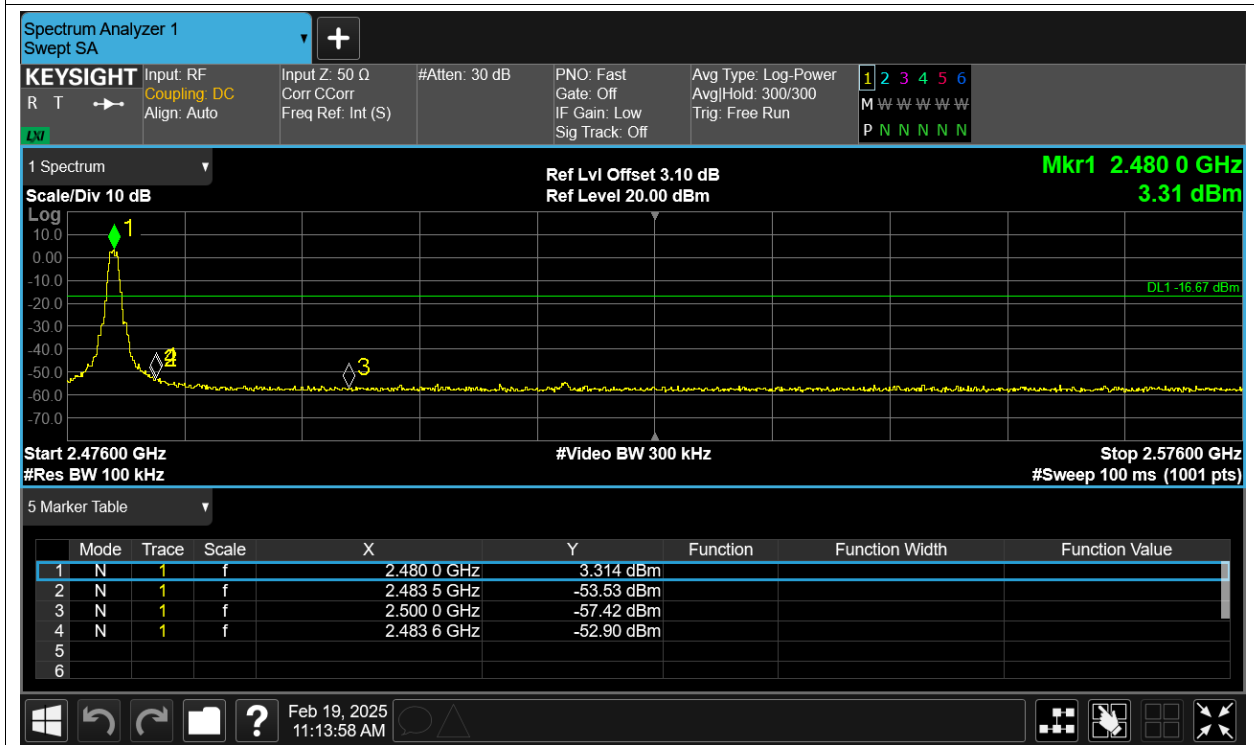 Spectrum Analyzer 1
Swept SA
KEYSIGHT Input: RF Input Z: 50 Ω #Atten: 30 dB PNO: Fast Avg Type: Log-Power 1 2 3 4 5 6
R T Coupling: DC Corr CCorr Gate: Off Avg|Hold: 300/300 M W W W W W
Align: Auto Freq Ref: Int (S) IF Gain: Low Trig: Free Run
LXI Sig Track: Off P N N N N N
1 Spectrum Ref Lvl Offset 3.10 dB Mkr1 2.480 0 GHz
Scale/Div 10 dB Ref Level 20.00 dBm 3.31 dBm
Log
1
10.0
0.00
-10.0
DL1 -16.67 dBm
-20.0
-30.0
-40.0
2 4 3
-50.0
-60.0
-70.0
Start 2.47600 GHz #Video BW 300 kHz Stop 2.57600 GHz
#Res BW 100 kHz #Sweep 100 ms (1001 pts)
5 Marker Table
Mode Trace Scale X Y Function Function Width Function Value
1 N 1 f 2.480 0 GHz 3.314 dBm
2 N 1 f 2.483 5 GHz -53.53 dBm
3 N 1 f 2.500 0 GHz -57.42 dBm
4 N 1 f 2.483 6 GHz -52.90 dBm
5
6
? Feb 19, 2025
11:13:58 AM